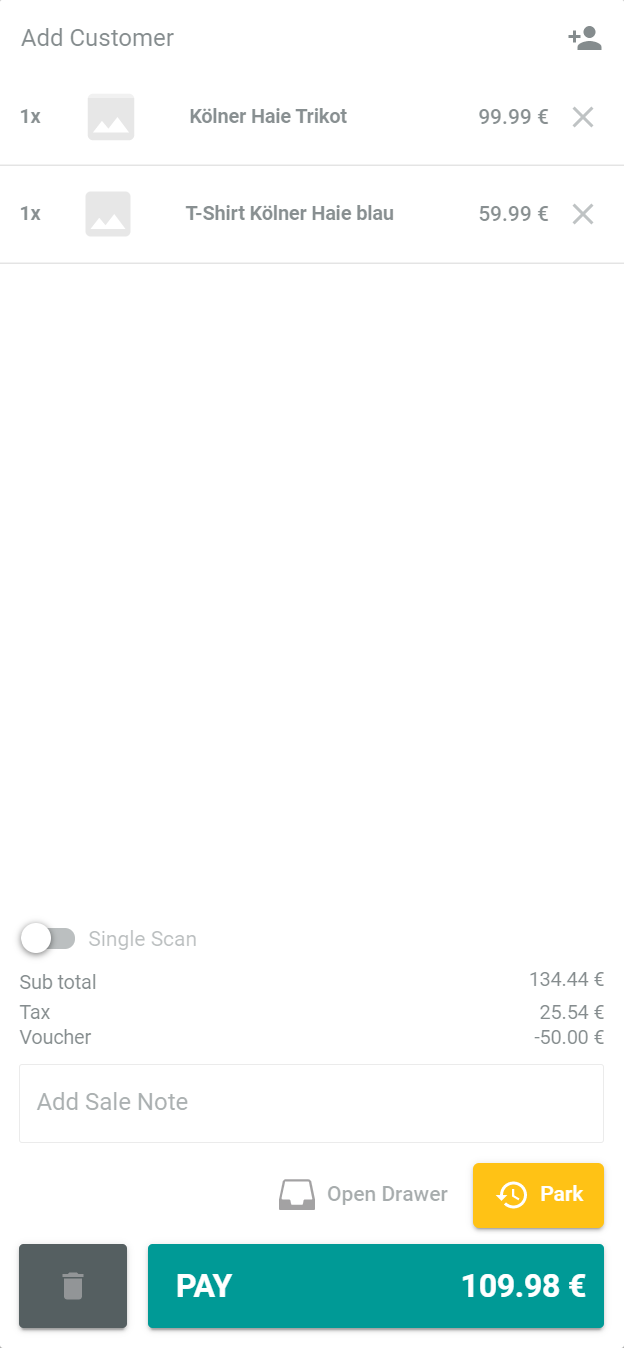 Add Customer
1x Kölner Haie Trikot 99.99 €
1x T-Shirt Kölner Haie blau 59.99 €
Single Scan
Sub total 134.44 €
Tax 25.54 €
Voucher -50.00 €
Add Sale Note
Open Drawer Park
PAY 109.98 €